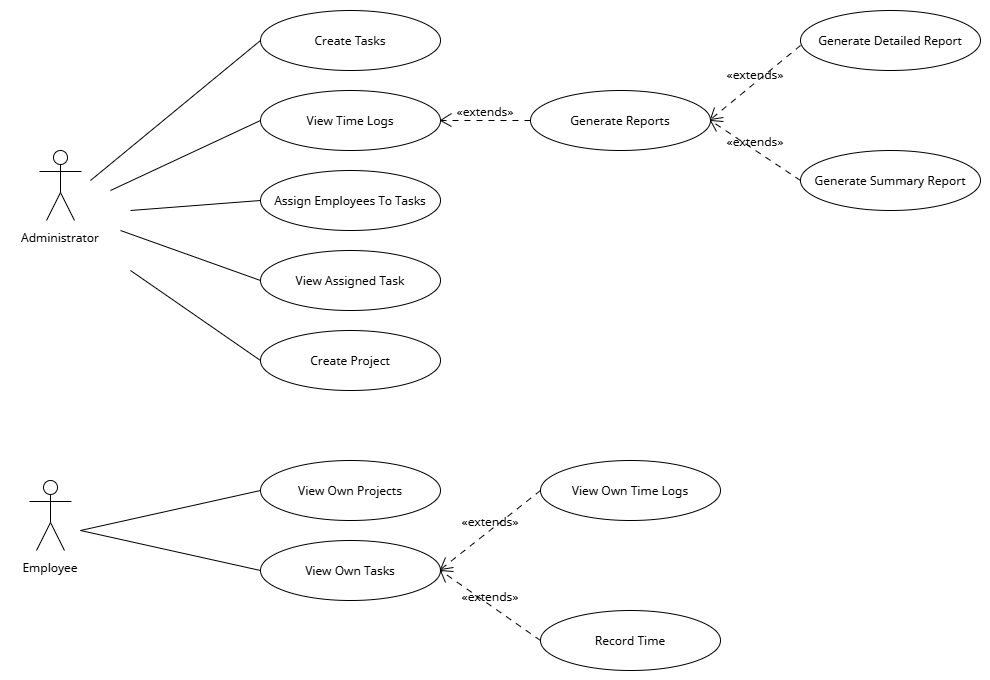 Create Tasks
Generate Detailed Report
«extends»
View Time Logs
«extends»
Generate Reports
«extends»
Generate Summary Report
Assign Employees To Tasks
Administrator
View Assigned Task
Create Project
View Own Projects
View Own Time Logs
«extends»
Employee
View Own Tasks
«extends»
Record Time